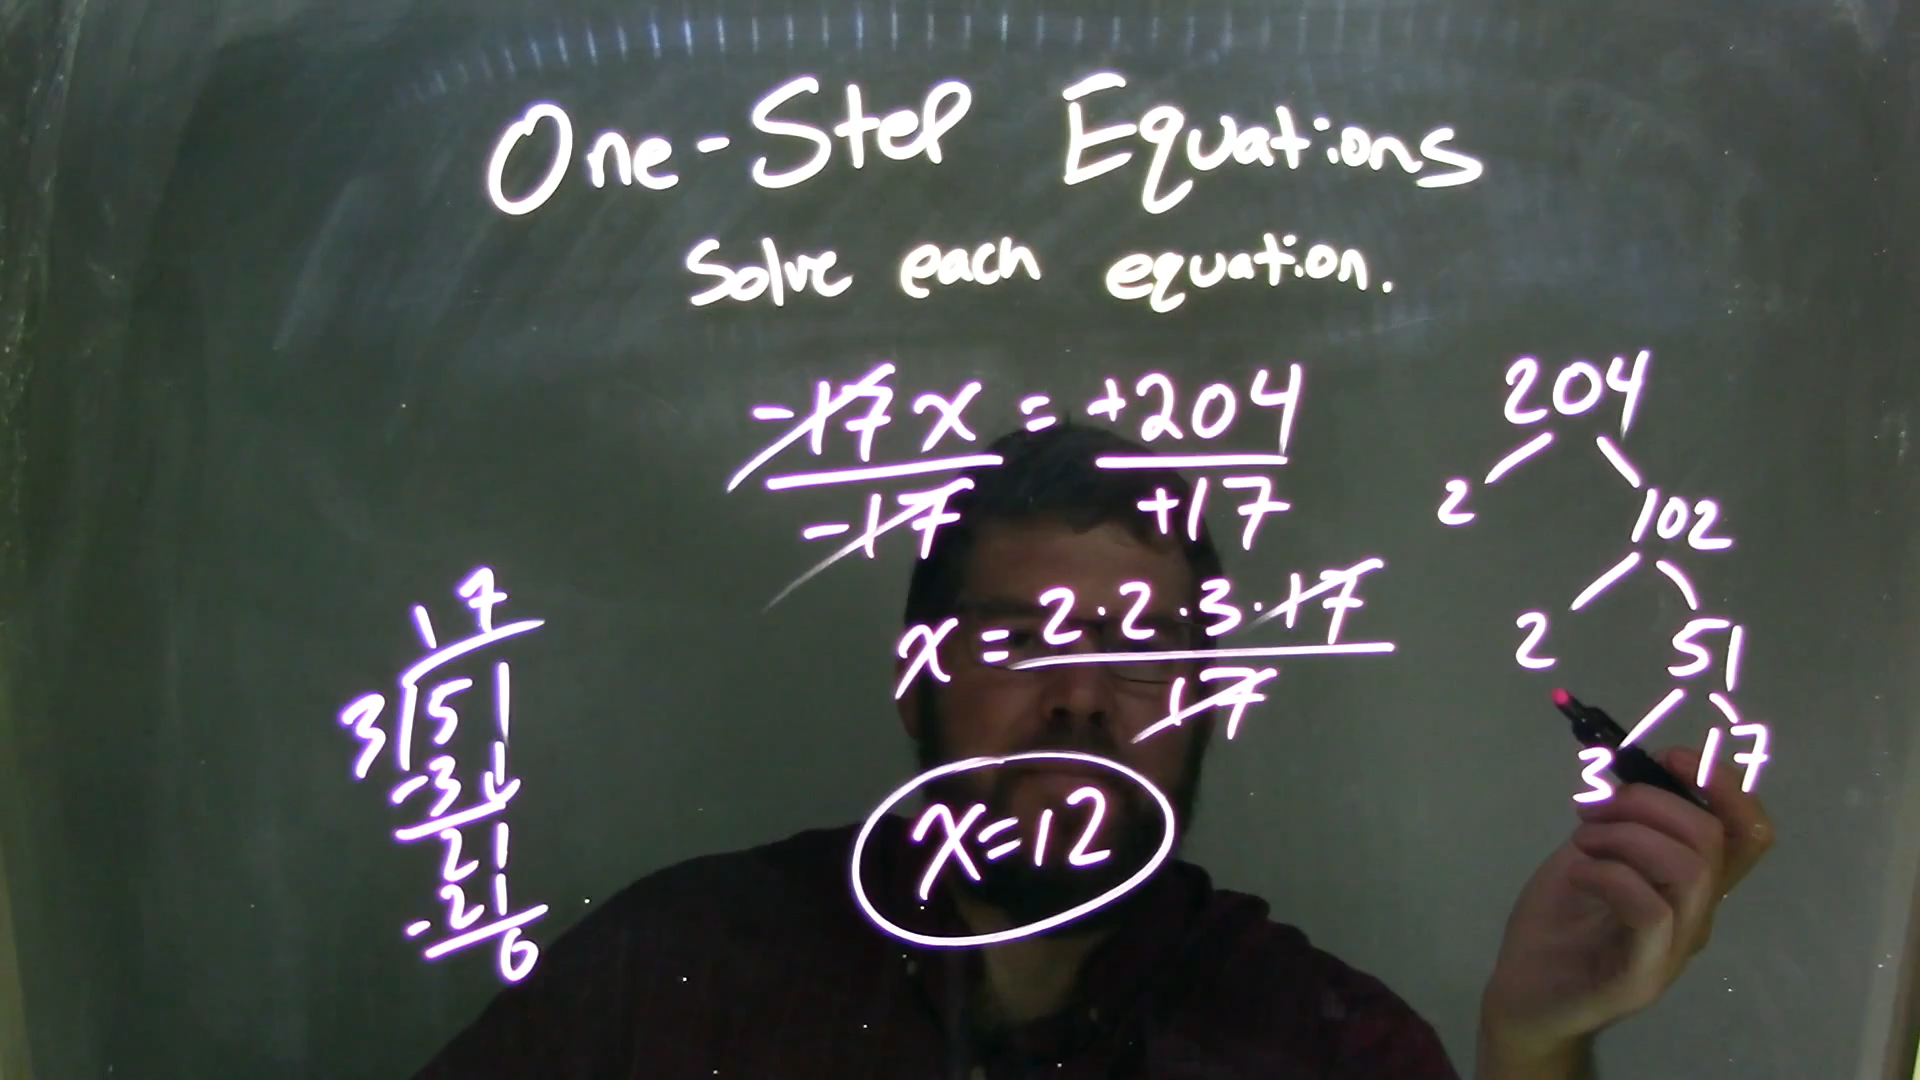 One-Step Equations
Solve each equation.
-17x = +204
-17 +17
x = 2·2·3·17
17
x=12
17
3 51
-3
21
-21
0
204
2 102
2 51
3 17